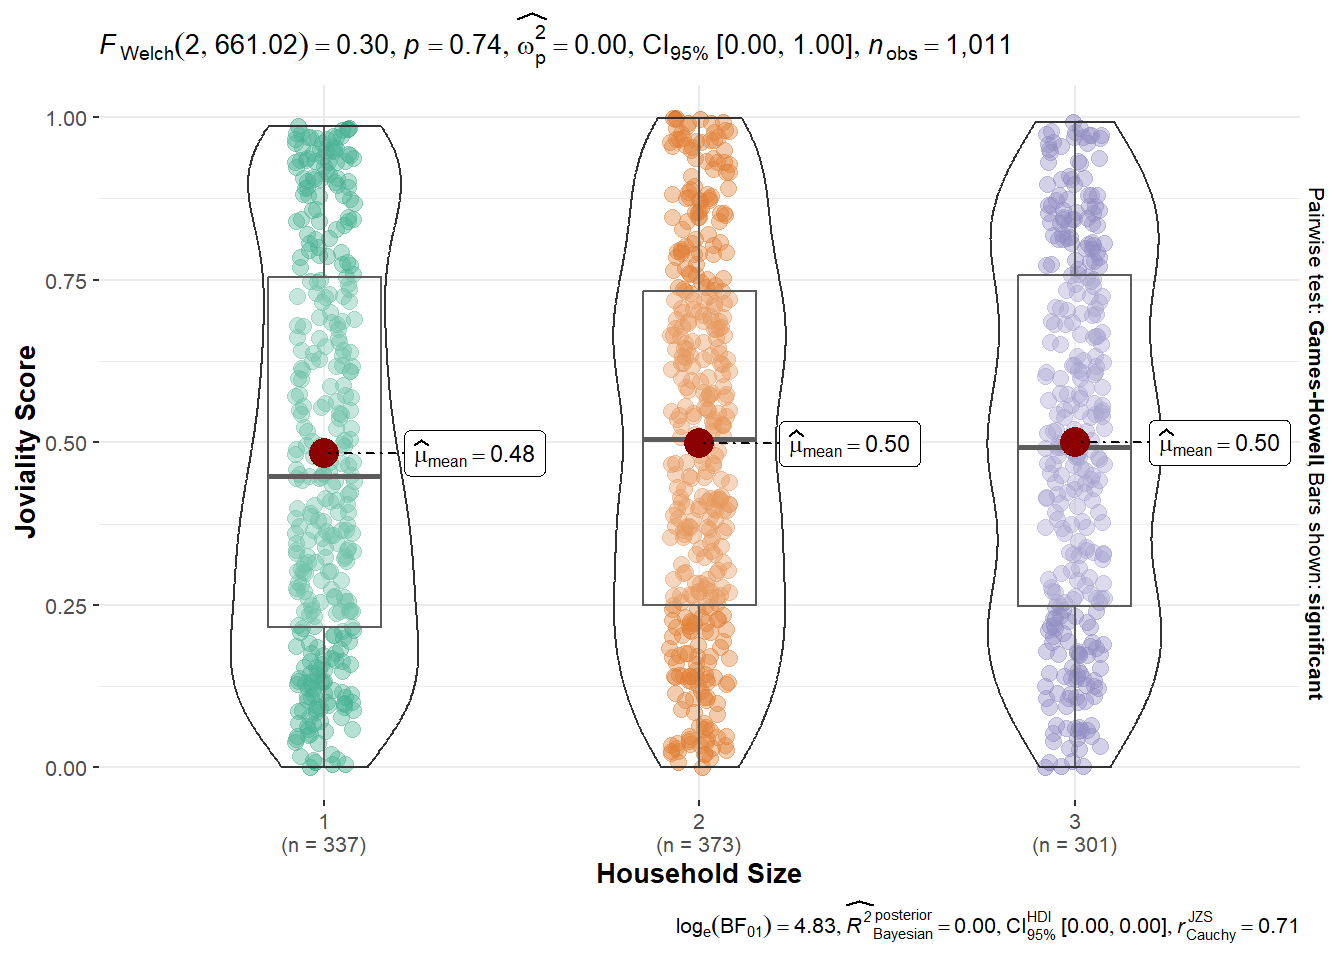 F Welch(2, 661.02) = 0.30, p = 0.74, ω̂²p = 0.00, CI95% [0.00, 1.00], nobs = 1,011
Joviality Score
1.00
0.75
0.50
0.25
0.00
μ̂mean = 0.48
μ̂mean = 0.50
μ̂mean = 0.50
Pairwise test: Games-Howell, Bars shown: significant
1
(n = 337)
2
(n = 373)
3
(n = 301)
Household Size
loge(BF01) = 4.83, R̂² posterior Bayesian = 0.00, CI HDI 95% [0.00, 0.00], r JZS Cauchy = 0.71